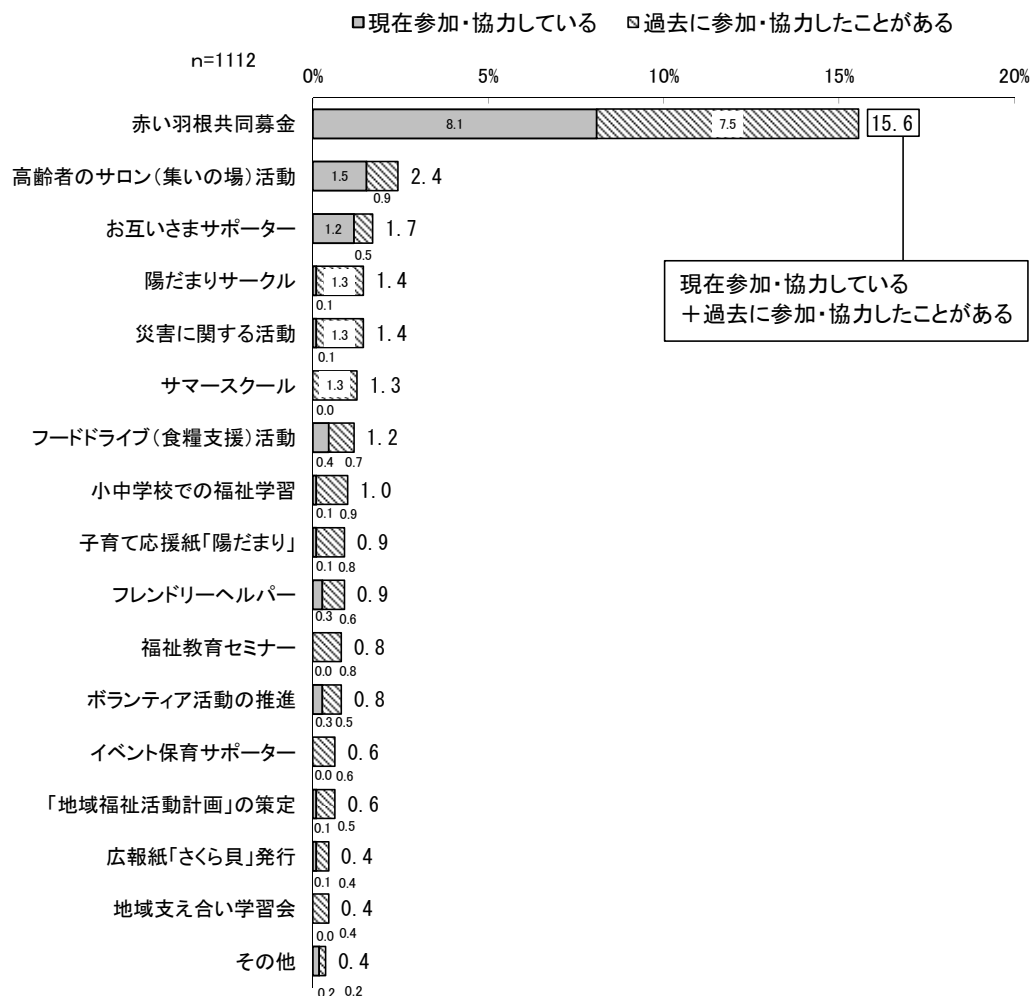 現在参加・協力している 過去に参加・協力したことがある
n=1112
0% 5% 10% 15% 20%
赤い羽根共同募金 8.1 7.5 15.6
高齢者のサロン(集いの場)活動 1.5 0.9 2.4
お互いさまサポーター 1.2 0.5 1.7
現在参加・協力している
+過去に参加・協力したことがある
陽だまりサークル 0.1 1.3 1.4
災害に関する活動 0.1 1.3 1.4
サマースクール 0.0 1.3 1.3
フードドライブ(食糧支援)活動 0.4 0.7 1.2
小中学校での福祉学習 0.1 0.9 1.0
子育て応援紙「陽だまり」 0.1 0.8 0.9
フレンドリーヘルパー 0.3 0.6 0.9
福祉教育セミナー 0.0 0.8 0.8
ボランティア活動の推進 0.3 0.5 0.8
イベント保育サポーター 0.0 0.6 0.6
「地域福祉活動計画」の策定 0.1 0.5 0.6
広報紙「さくら貝」発行 0.1 0.4 0.4
地域支え合い学習会 0.0 0.4 0.4
その他 0.2 0.2 0.4